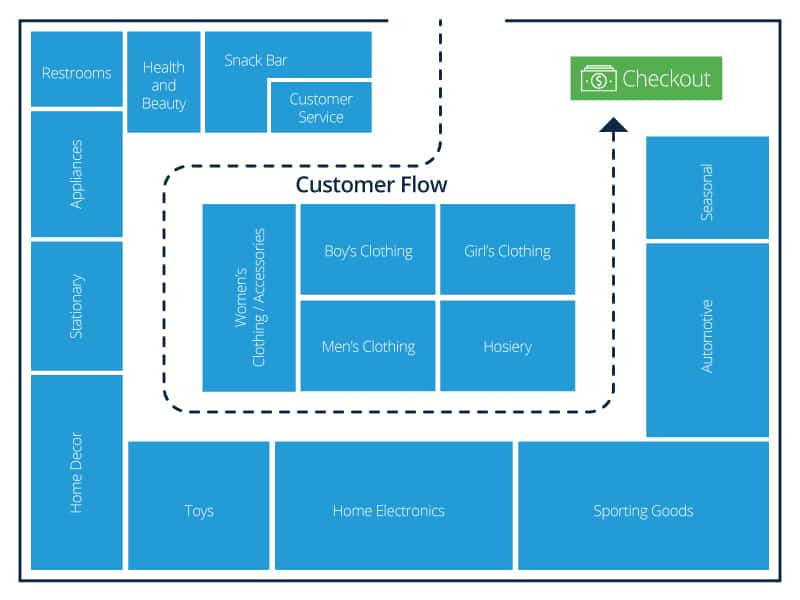 Restrooms
Health
and
Beauty
Snack Bar
Customer
Service
Checkout
Appliances
Customer Flow
Seasonal
Women's
Clothing / Accessories
Boy's Clothing
Girl's Clothing
Stationary
Men's Clothing
Hosiery
Automotive
Home Decor
Toys
Home Electronics
Sporting Goods